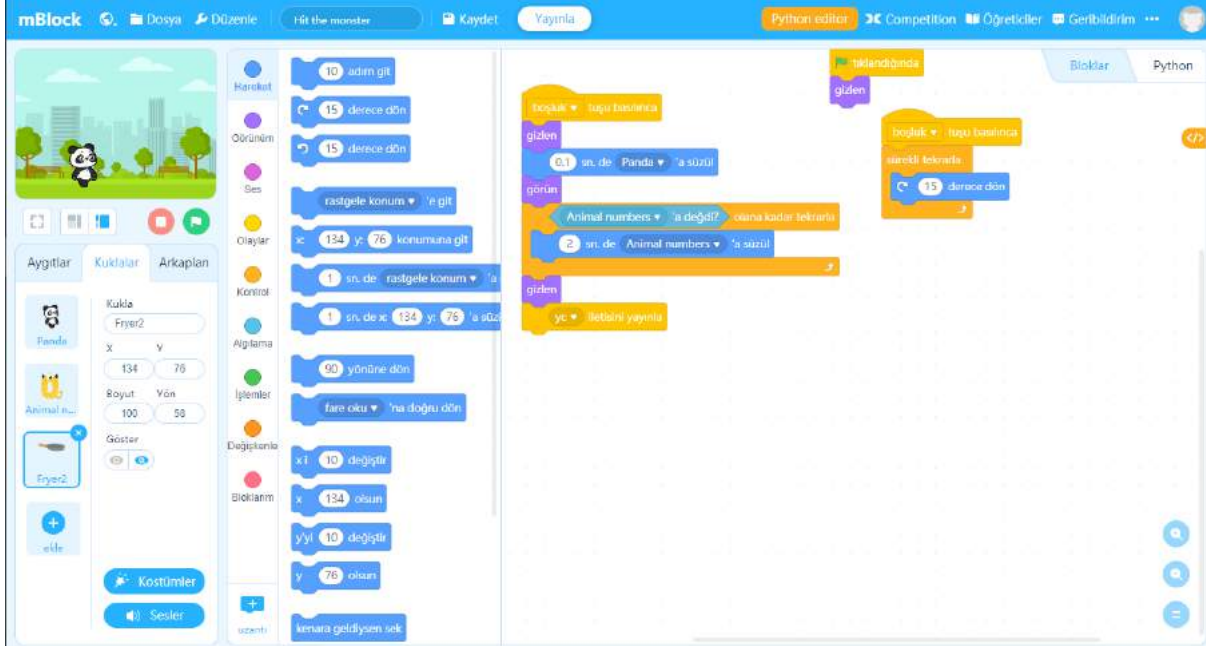 mBlock
Dosya
Düzenle
Hit the monster
Kaydet
Yayınla
Python editor
Competition
Öğreticiler
Geribildirim
Aygıtlar
Kuklalar
Arkaplan
Panda
Animal n...
Fryer2
ekle
Kukla
Fryer2
X Y
134 76
Boyut Yön
100 58
Göster
Kostümler
Sesler
Hareket
Görünüm
Ses
Olaylar
Kontrol
Algılama
İşlemler
Değişkenle
Bloklarım
uzantı
10 adım git
15 derece dön
15 derece dön
rastgele konum 'e git
x: 134 y: 76 konumuna git
1 sn. de rastgele konum 'a
1 sn. de x: 134 y: 76 'a süzü
90 yönüne dön
fare oku 'na doğru dön
x'i 10 değiştir
x 134 olsun
y'yi 10 değiştir
y 76 olsun
kenara geldiysen sek
boşluk tuşu basılınca
gizlen
0.1 sn. de Panda 'a süzül
görün
Animal numbers 'a değdi? olana kadar tekrarla
2 sn. de Animal numbers 'a süzül
gizlen
yc iletisini yayınla
tıklandığında
gizlen
boşluk tuşu basılınca
sürekli tekrarla
15 derece dön
Bloklar
Python